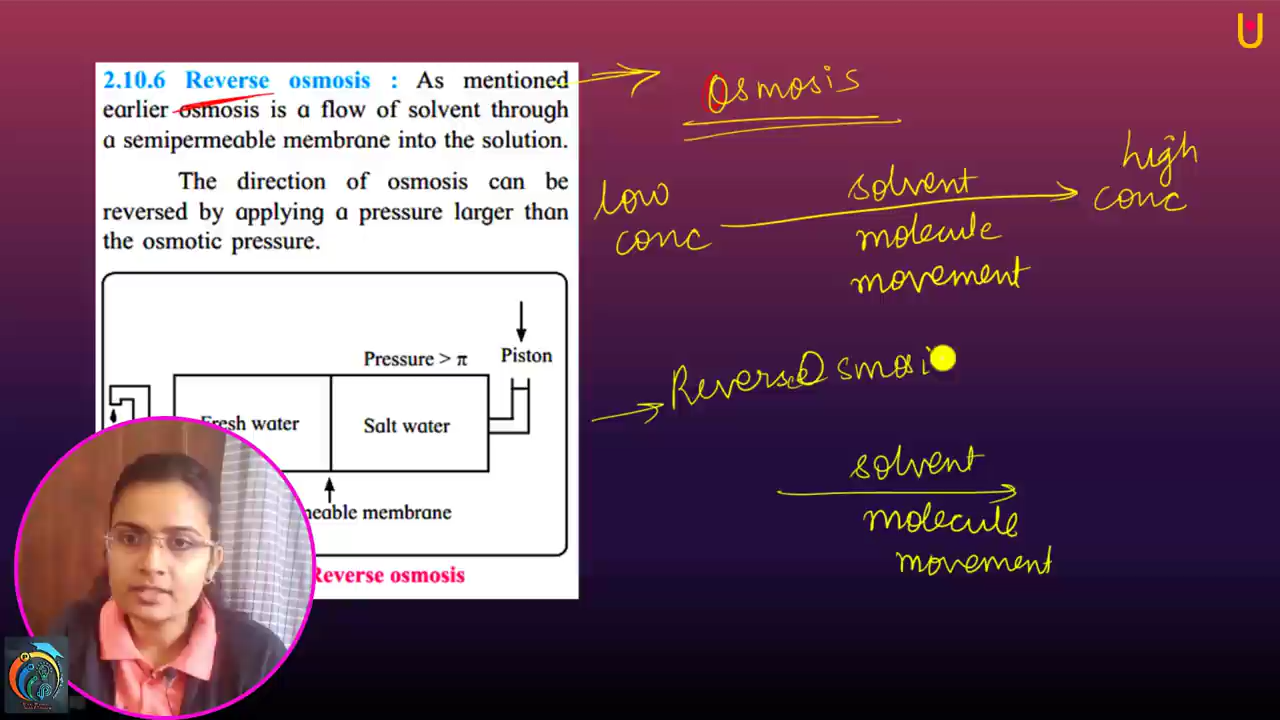 2.10.6 Reverse osmosis : As mentioned
earlier osmosis is a flow of solvent through
a semipermeable membrane into the solution.
The direction of osmosis can be
reversed by applying a pressure larger than
the osmotic pressure.
Pressure > π
Piston
Fresh water
Salt water
meable membrane
Reverse osmosis
Osmosis
low
conc
solvent
molecule
movement
high
conc
Reverse Osmosi
solvent
molecule
movement